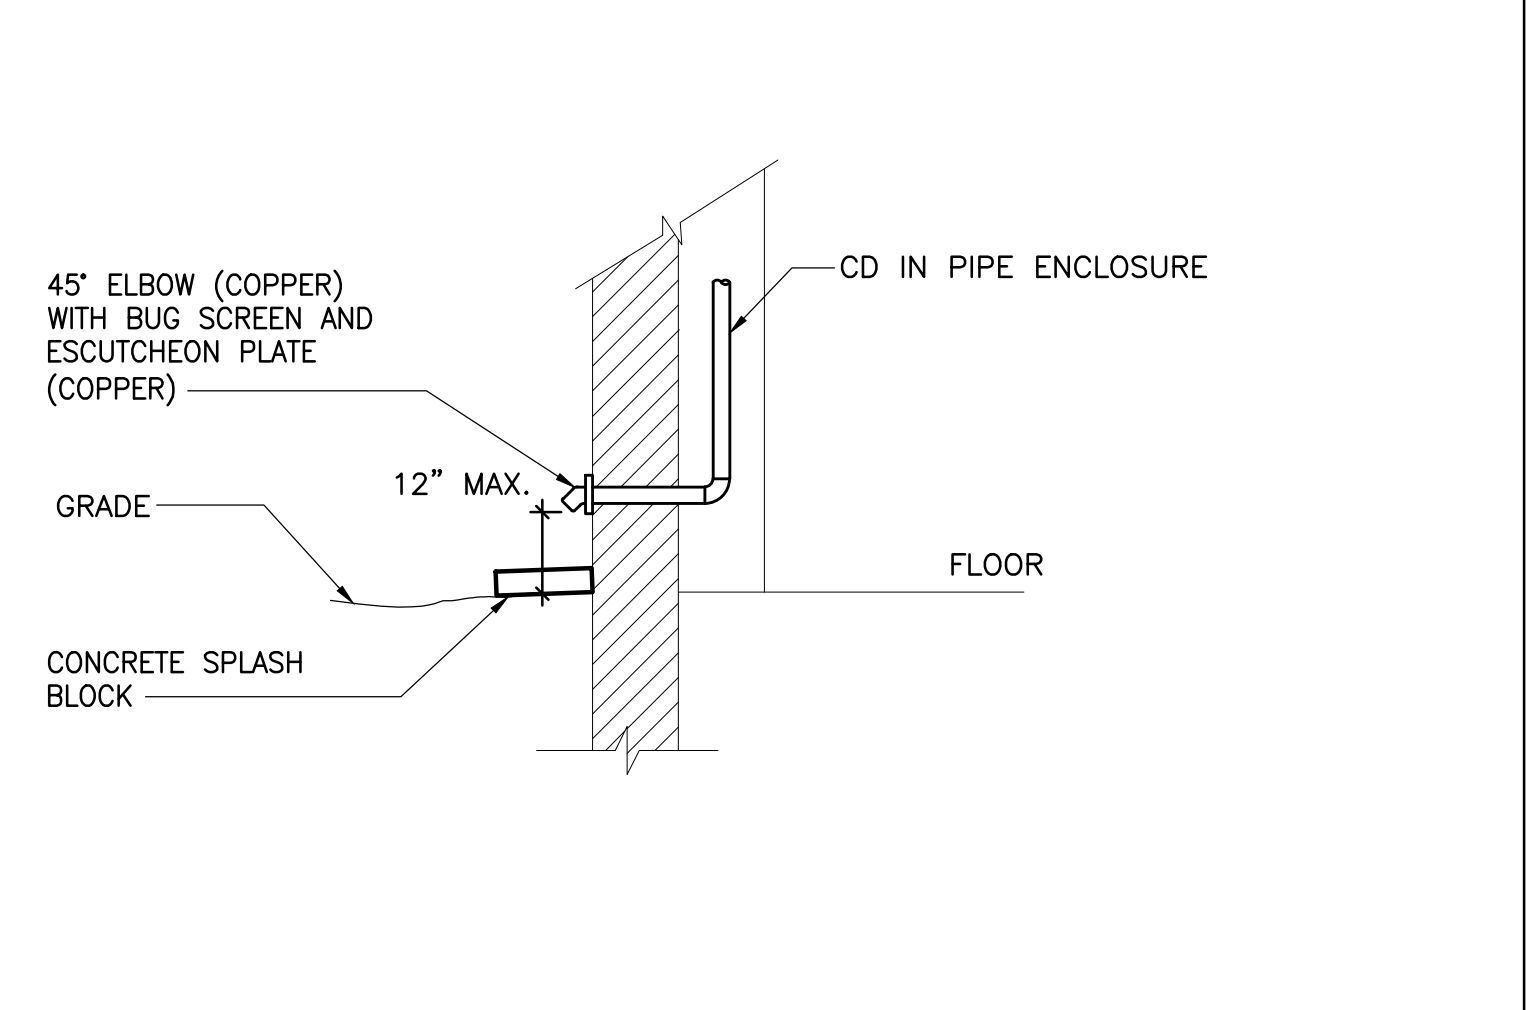 45° ELBOW (COPPER)
WITH BUG SCREEN AND
ESCUTCHEON PLATE
(COPPER)
CD IN PIPE ENCLOSURE
12” MAX.
GRADE
FLOOR
CONCRETE SPLASH
BLOCK